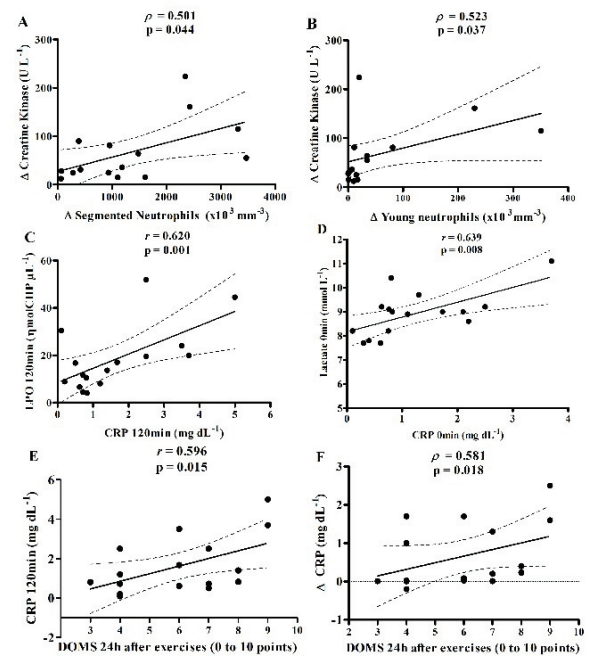 A
ρ = 0.501
p = 0.044
Δ Creatine Kinase (U L⁻¹)
300
200
100
0
0 1000 2000 3000 4000
Δ Segmented Neutrophils (x10³ mm⁻³)
B
ρ = 0.523
p = 0.037
Δ Creatine Kinase (U L⁻¹)
300
200
100
0
0 100 200 300 400
Δ Young neutrophils (x10³ mm⁻³)
C
r = 0.620
p = 0.001
LPO 120min (ηmolCHP µL⁻¹)
60
40
20
0
0 1 2 3 4 5 6
CRP 120min (mg dL⁻¹)
D
r = 0.639
p = 0.008
Lactate 0min (mmol L⁻¹)
12
11
10
9
8
7
6
5
0 1 2 3 4
CRP 0min (mg dL⁻¹)
E
r = 0.596
p = 0.015
CRP 120min (mg dL⁻¹)
6
4
2
0
-2
2 3 4 5 6 7 8 9 10
DOMS 24h after exercises (0 to 10 points)
F
ρ = 0.581
p = 0.018
Δ CRP (mg dL⁻¹)
3
2
1
0
-1
2 3 4 5 6 7 8 9 10
DOMS 24h after exercises (0 to 10 points)